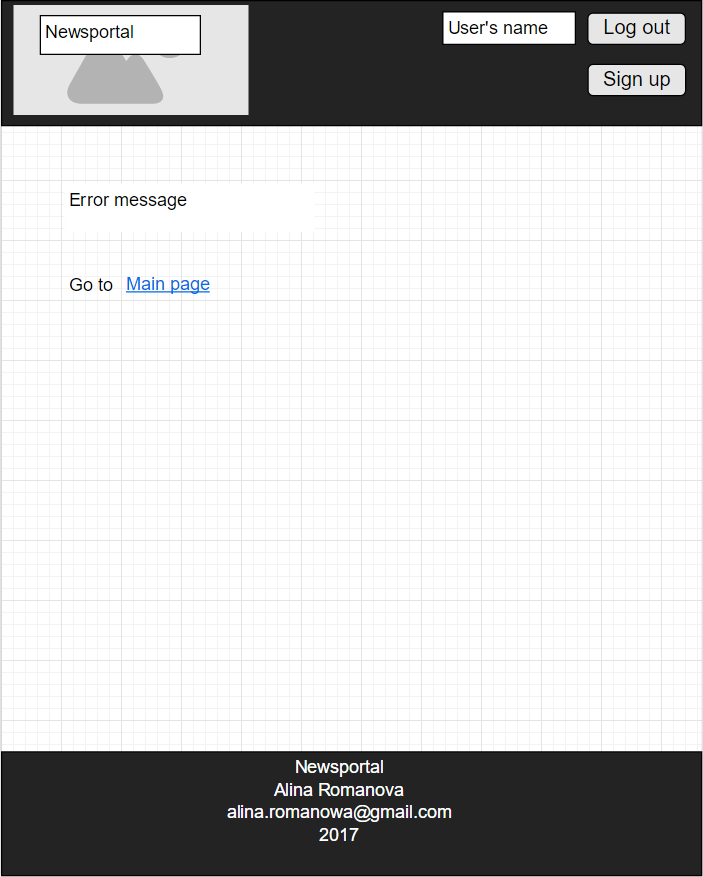 Newsportal
User's name
Log out
Sign up
Error message
Go to Main page
Newsportal
Alina Romanova
alina.romanowa@gmail.com
2017